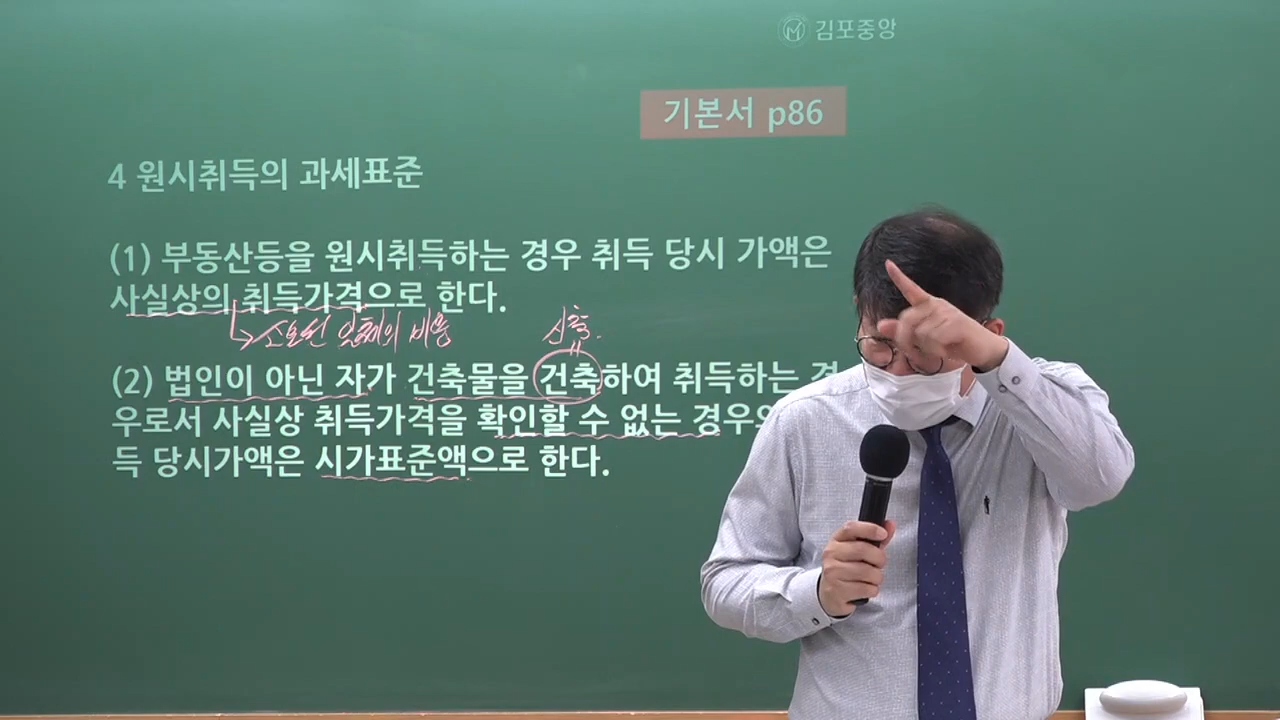 김포중앙
기본서 p86
4 원시취득의 과세표준
(1) 부동산등을 원시취득하는 경우 취득 당시 가액은
사실상의 취득가격으로 한다.
소요된 일체의 비용
신축.
(2) 법인이 아닌 자가 건축물을 건축하여 취득하는 경
우로서 사실상 취득가격을 확인할 수 없는 경우의
득 당시가액은 시가표준액으로 한다.